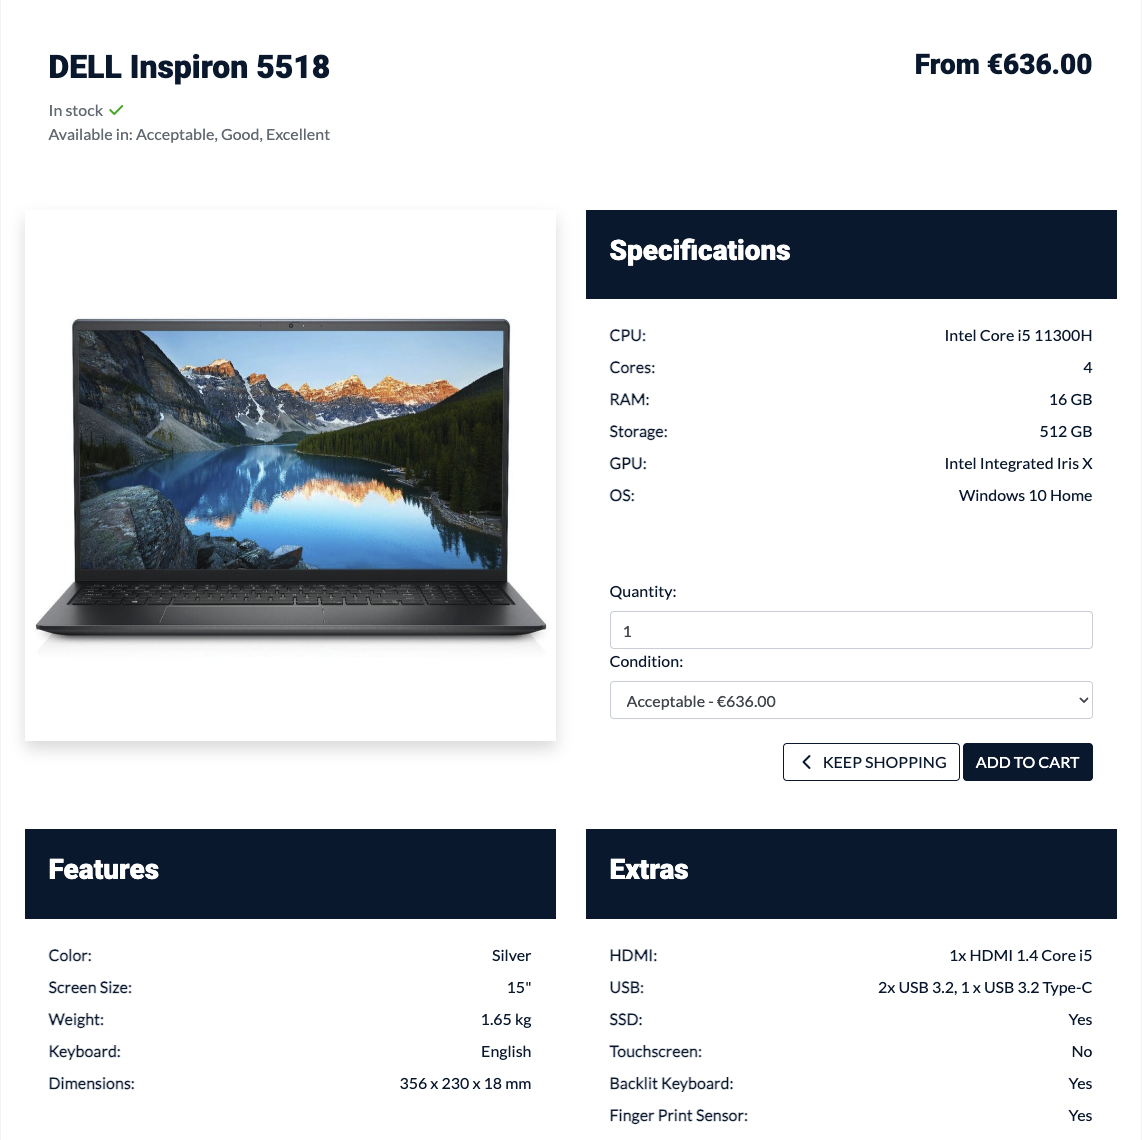 DELL Inspiron 5518
From €636.00
In stock
Available in: Acceptable, Good, Excellent
Specifications
CPU: Intel Core i5 11300H
Cores: 4
RAM: 16 GB
Storage: 512 GB
GPU: Intel Integrated Iris X
OS: Windows 10 Home
Quantity:
1
Condition:
Acceptable - €636.00
KEEP SHOPPING ADD TO CART
Features
Color: Silver
Screen Size: 15"
Weight: 1.65 kg
Keyboard: English
Dimensions: 356 x 230 x 18 mm
Extras
HDMI: 1x HDMI 1.4 Core i5
USB: 2x USB 3.2, 1 x USB 3.2 Type-C
SSD: Yes
Touchscreen: No
Backlit Keyboard: Yes
Finger Print Sensor: Yes